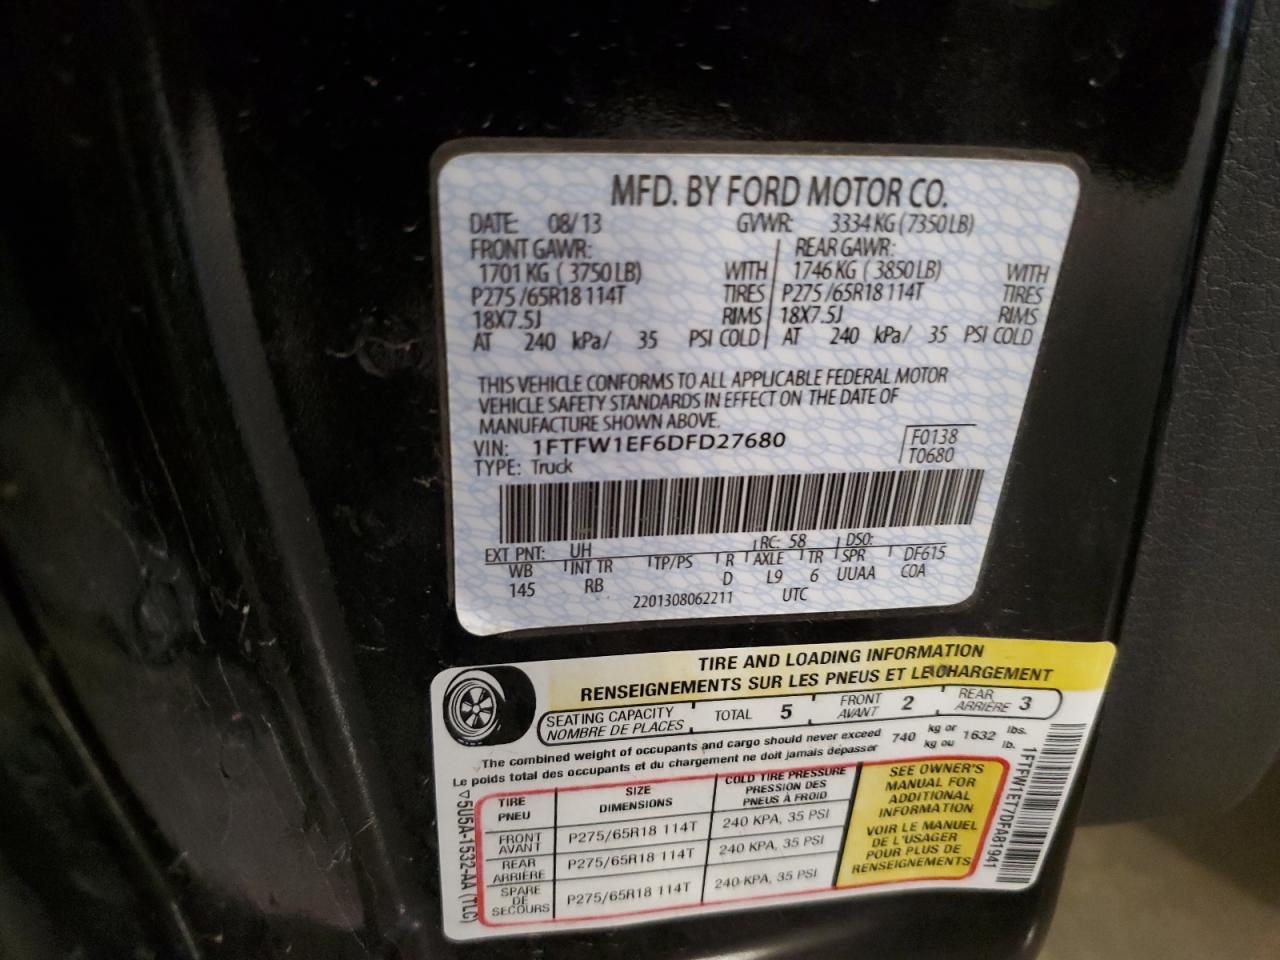 MFD. BY FORD MOTOR CO.
DATE: 08/13 GVWR: 3334 KG (7350 LB)
FRONT GAWR: REAR GAWR:
1701 KG (3750 LB) WITH 1746 KG (3850 LB) WITH
P275/65R18 114T TIRES P275/65R18 114T TIRES
18X7.5J RIMS 18X7.5J RIMS
AT 240 kPa/ 35 PSI COLD AT 240 kPa/ 35 PSI COLD
THIS VEHICLE CONFORMS TO ALL APPLICABLE FEDERAL MOTOR
VEHICLE SAFETY STANDARDS IN EFFECT ON THE DATE OF
MANUFACTURE SHOWN ABOVE.
VIN: 1FTFW1EF6DFD27680 F0138
TYPE: Truck T0680
EXT PNT: UH RC: 58 DSO:
WB INT TR TP/PS R AXLE TR SPR DF615
145 RB D L9 6 UUAA COA
2201308062211 UTC
TIRE AND LOADING INFORMATION
RENSEIGNEMENTS SUR LES PNEUS ET LE CHARGEMENT
SEATING CAPACITY TOTAL 5 FRONT 2 REAR 3
NOMBRE DE PLACES AVANT ARRIÈRE
The combined weight of occupants and cargo should never exceed 740 kg or 1632 lbs.
Le poids total des occupants et du chargement ne doit jamais dépasser kg ou lb.
TIRE SIZE COLD TIRE PRESSURE
PNEU DIMENSIONS PRESSION DES
PNEUS À FROID
FRONT P275/65R18 114T 240 KPA, 35 PSI
AVANT
REAR P275/65R18 114T 240 KPA, 35 PSI
ARRIÈRE
SPARE P275/65R18 114T 240 KPA, 35 PSI
DE
SECOURS
SEE OWNER'S
MANUAL FOR
ADDITIONAL
INFORMATION
VOIR LE MANUEL
DE L'USAGER
POUR PLUS DE
RENSEIGNEMENTS
5U5A-1532-AA (TLC)
1FTFW1ET7DFA81941